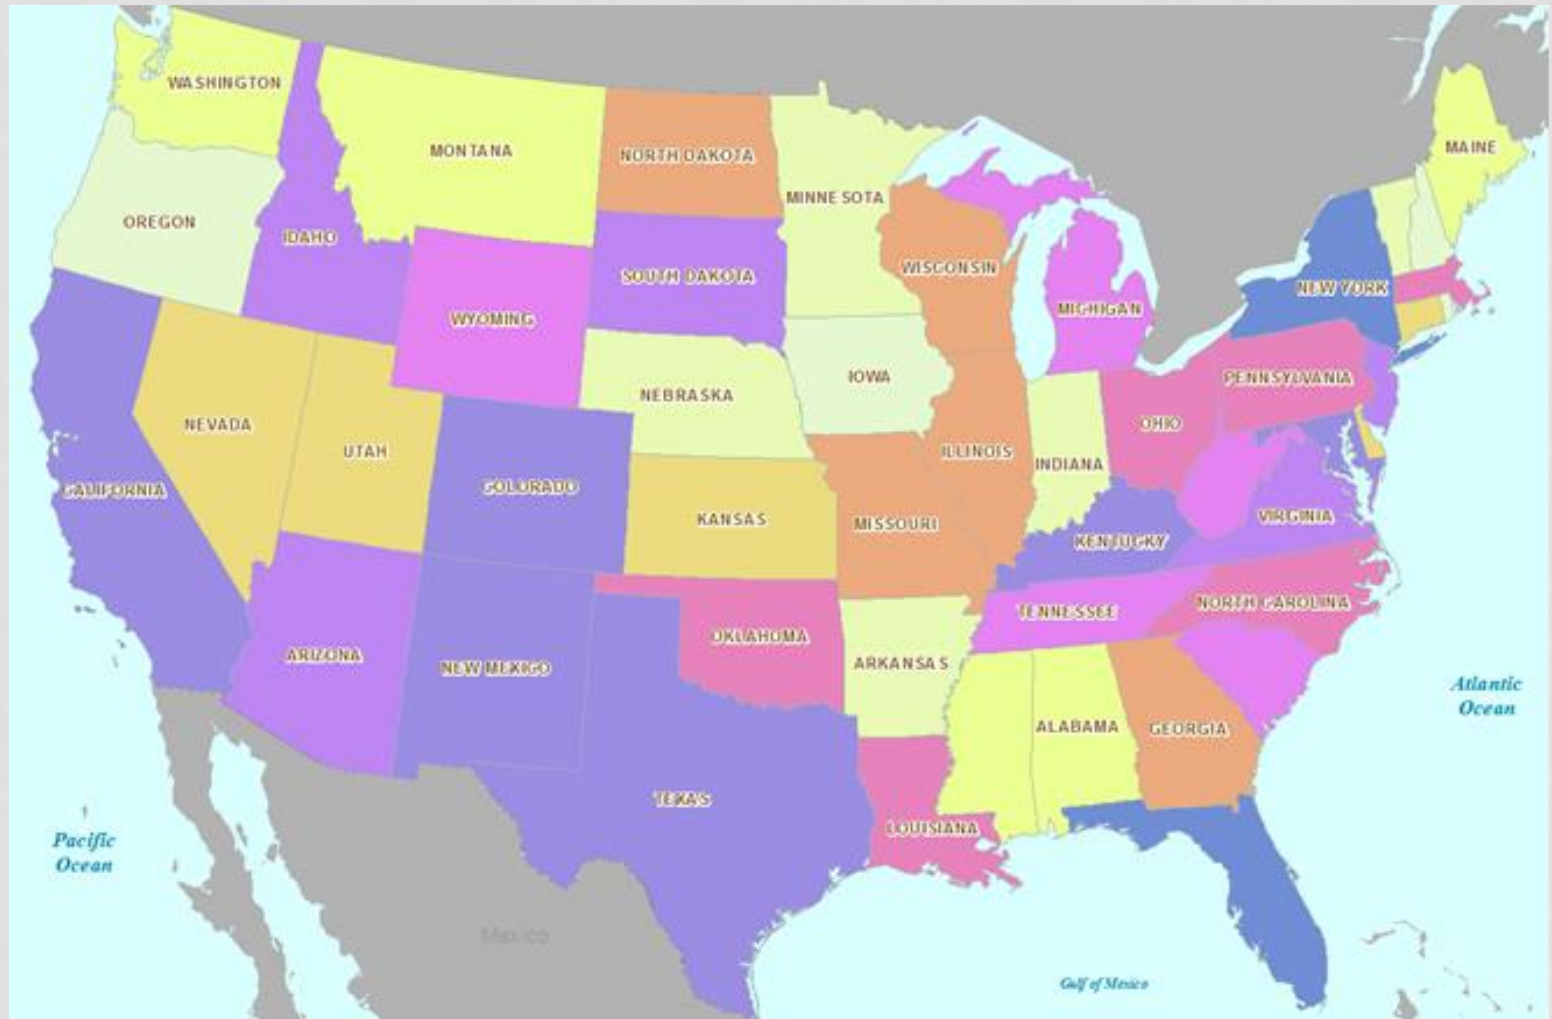 WASHINGTON
MONTANA
NORTH DAKOTA
MINNE SOTA
MAINE
OREGON
IDAHO
SOUTH DAKOTA
WISCONSIN
NEW YORK
WYOMING
MICHIGAN
IOWA
PENNSYLVANIA
NEBRASKA
NEVADA
UTAH
OHIO
ILLINOIS
INDIANA
CALIFORNIA
COLORADO
KANSAS
MISSOURI
VIRGINIA
KENTUCKY
NORTH CAROLINA
TENNESSEE
OKLAHOMA
ARIZONA
NEW MEXICO
ARKANSAS
Atlantic
Ocean
ALABAMA
GEORGIA
TEXAS
LOUISIANA
Pacific
Ocean
Mexico
Gulf of Mexico